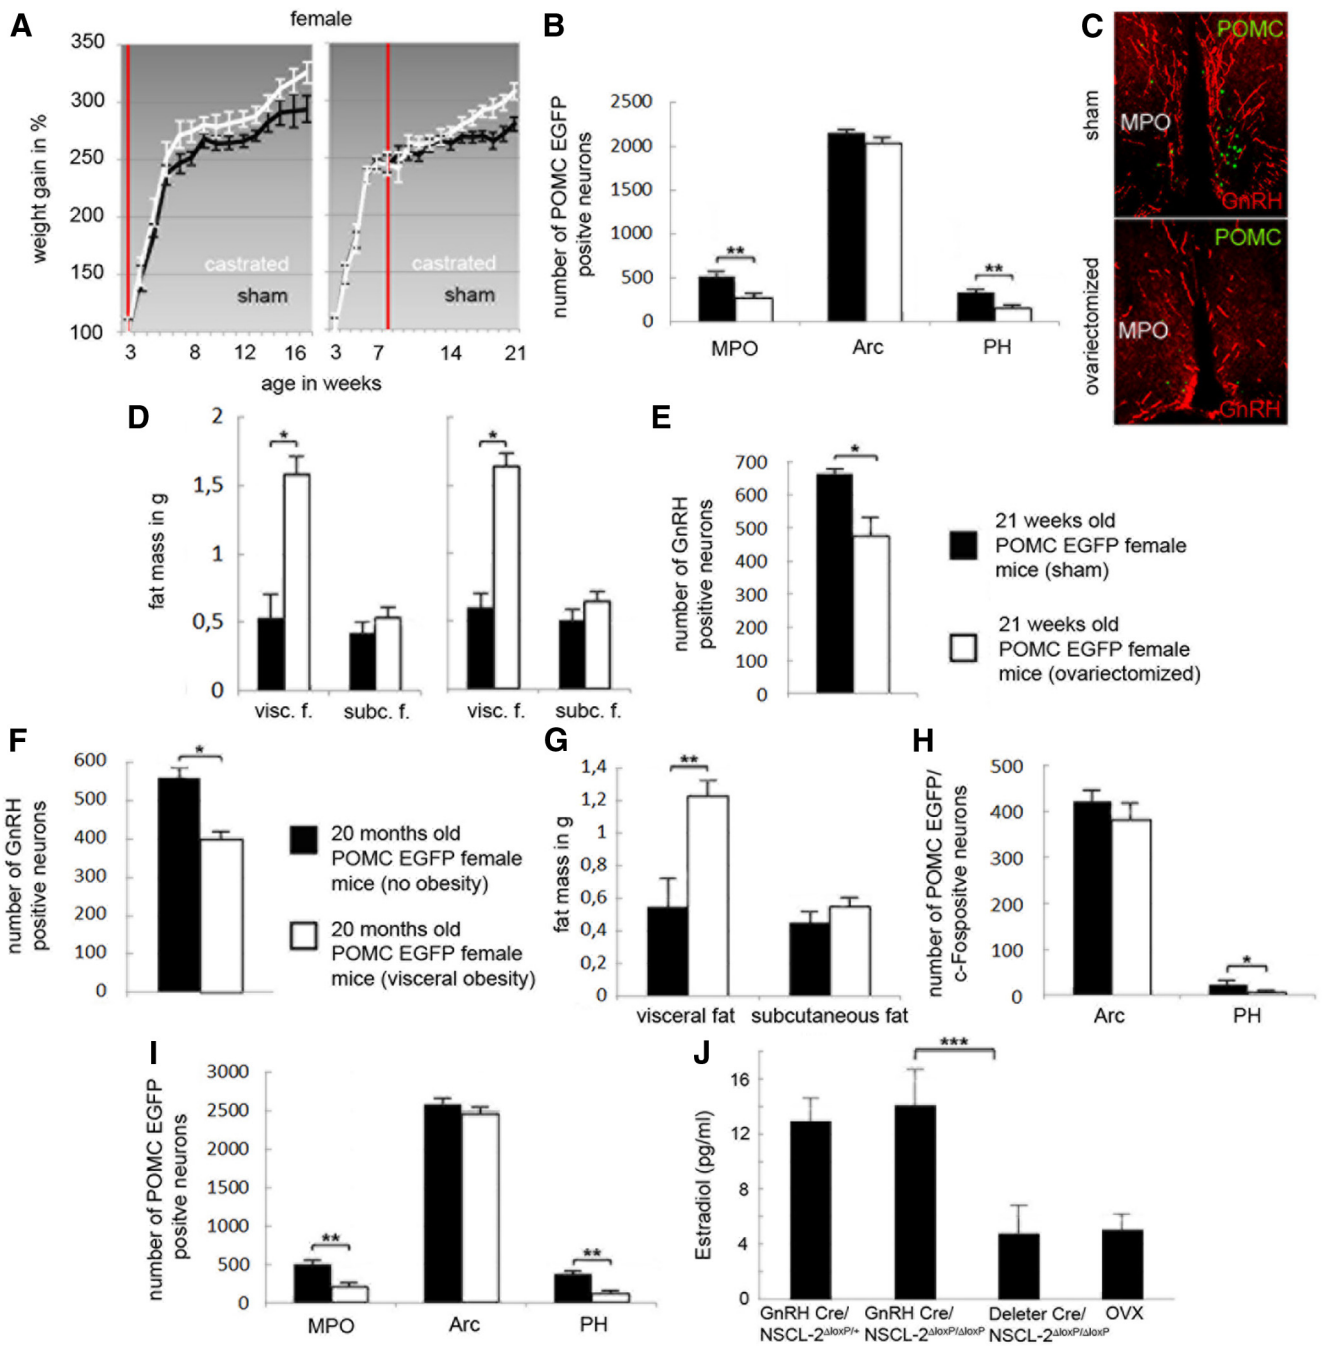 A
female
350
300
250
200
150
100
weight gain in %
castrated
sham
castrated
sham
3 8 12 16
3 7 14 21
age in weeks
B
number of POMC EGFP
positve neurons
2500
2000
1500
1000
500
0
**
**
MPO Arc PH
C
sham
POMC
MPO
GnRH
ovariectomized
POMC
MPO
GnRH
D
fat mass in g
2
1,5
1
0,5
0
*
*
visc. f. subc. f. visc. f. subc. f.
E
number of GnRH
positive neurons
700
600
500
400
300
200
100
0
*
21 weeks old
POMC EGFP female
mice (sham)
21 weeks old
POMC EGFP female
mice (ovariectomized)
F
number of GnRH
positive neurons
600
500
400
300
200
100
0
*
20 months old
POMC EGFP female
mice (no obesity)
20 months old
POMC EGFP female
mice (visceral obesity)
G
fat mass in g
1,4
1,2
1
0,8
0,6
0,4
0,2
0
**
visceral fat subcutaneous fat
H
number of POMC EGFP/
c-Fospositve neurons
500
400
300
200
100
0
*
Arc PH
I
number of POMC EGFP
positve neurons
3000
2500
2000
1500
1000
500
0
**
**
MPO Arc PH
J
Estradiol (pg/ml)
16
12
8
4
0
***
GnRH Cre/
NSCL-2ΔloxP/+
GnRH Cre/
NSCL-2ΔloxP/ΔloxP
Deleter Cre/
NSCL-2ΔloxP/ΔloxP
OVX